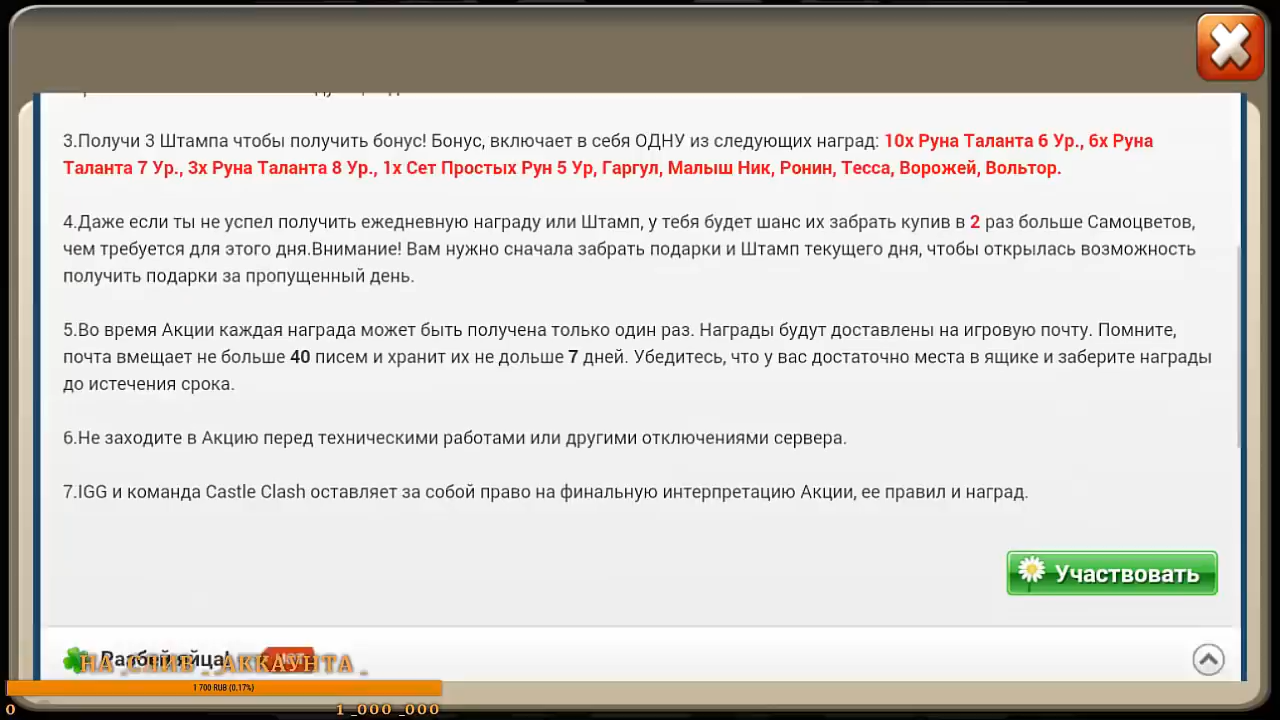 3.Получи 3 Штампа чтобы получить бонус! Бонус, включает в себя ОДНУ из следующих наград: 10x Руна Таланта 6 Ур., 6x Руна
Таланта 7 Ур., 3x Руна Таланта 8 Ур., 1x Сет Простых Рун 5 Ур, Гаргул, Малыш Ник, Ронин, Тесса, Ворожей, Вольтор.
4.Даже если ты не успел получить ежедневную награду или Штамп, у тебя будет шанс их забрать купив в 2 раз больше Самоцветов,
чем требуется для этого дня.Внимание! Вам нужно сначала забрать подарки и Штамп текущего дня, чтобы открылась возможность
получить подарки за пропущенный день.
5.Во время Акции каждая награда может быть получена только один раз. Награды будут доставлены на игровую почту. Помните,
почта вмещает не больше 40 писем и хранит их не дольше 7 дней. Убедитесь, что у вас достаточно места в ящике и заберите награды
до истечения срока.
6.Не заходите в Акцию перед техническими работами или другими отключениями сервера.
7.IGG и команда Castle Clash оставляет за собой право на финальную интерпретацию Акции, ее правил и наград.
Участвовать
Разбей яйца!
НА_СЛИВ_АККАУНТА_
1 700 RUB (0,17%)
0 1_000_000